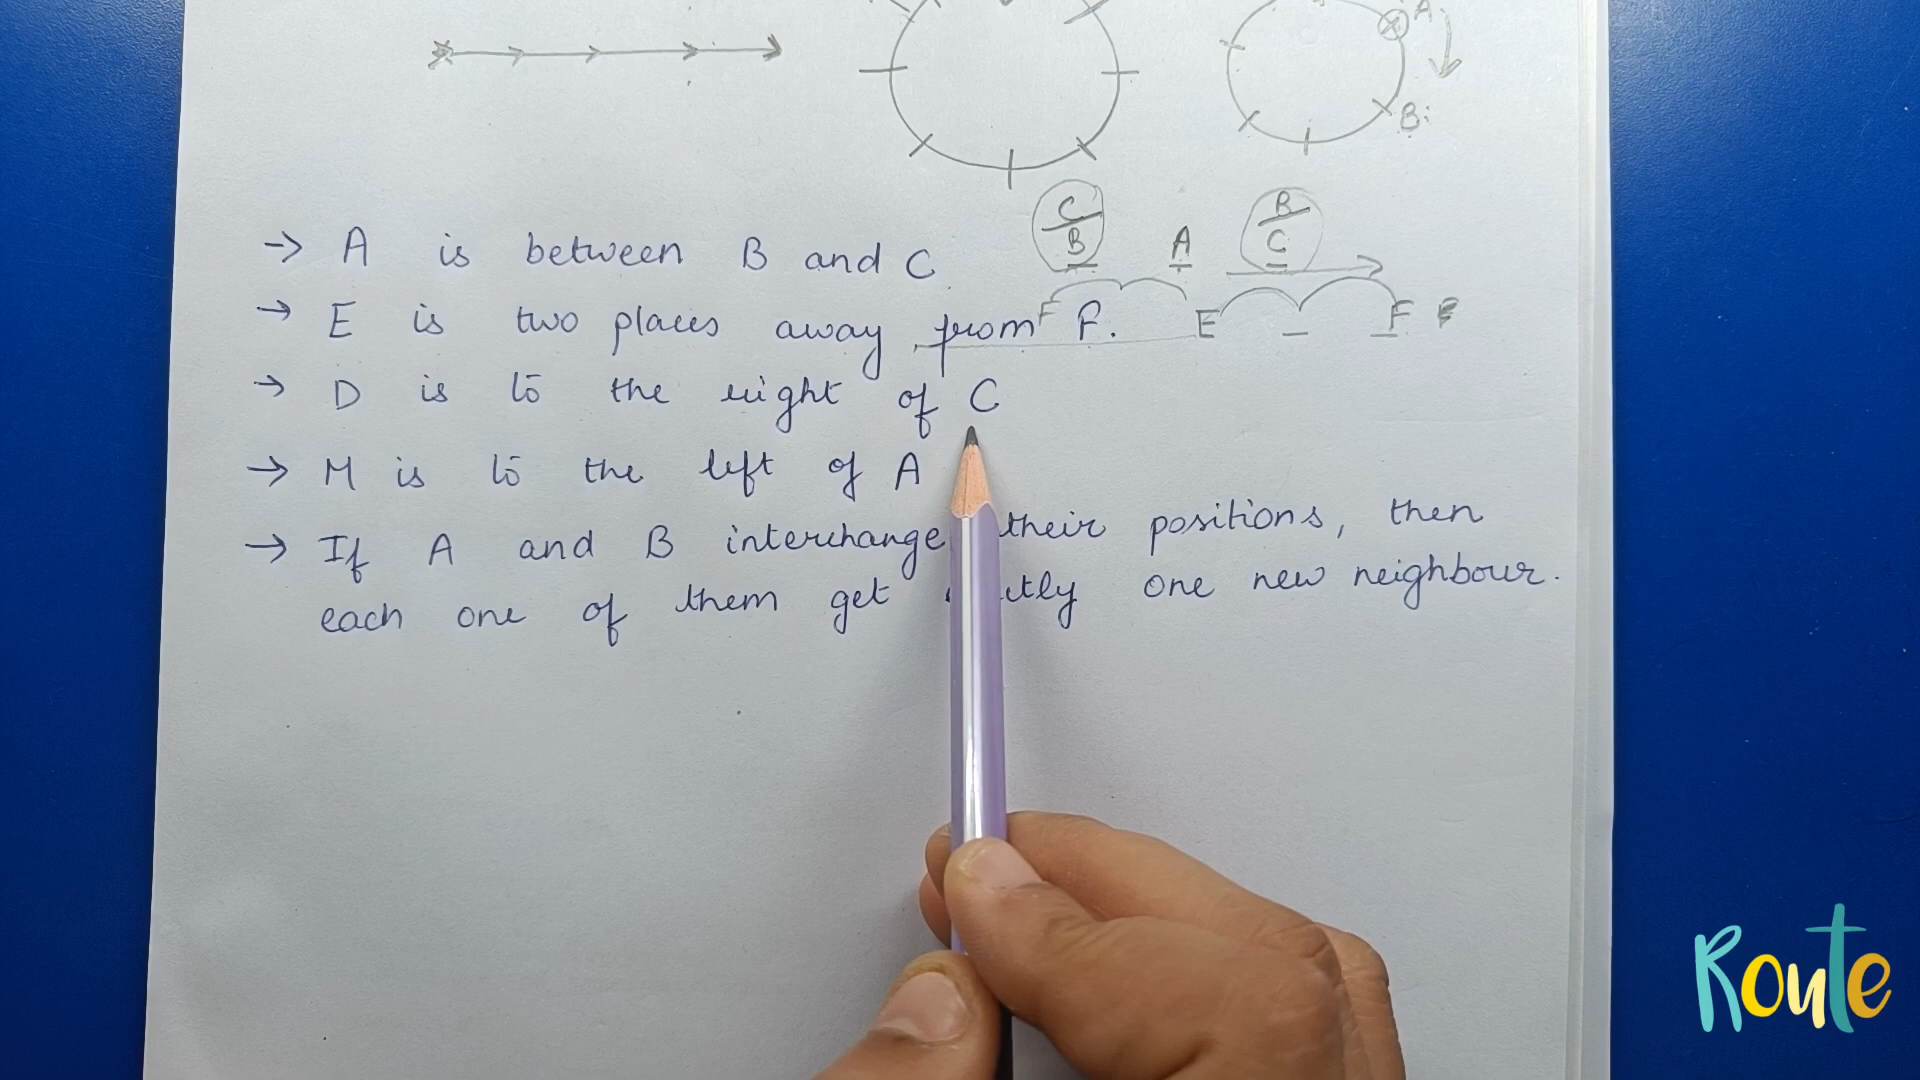 A
B
C
B
B
C
A
→ A is between B and C
→ E is two places away from F.
F
E
F
→ D is to the right of C
→ M is to the left of A
→ If A and B interchange their positions, then
each one of them get one new neighbour.
Route